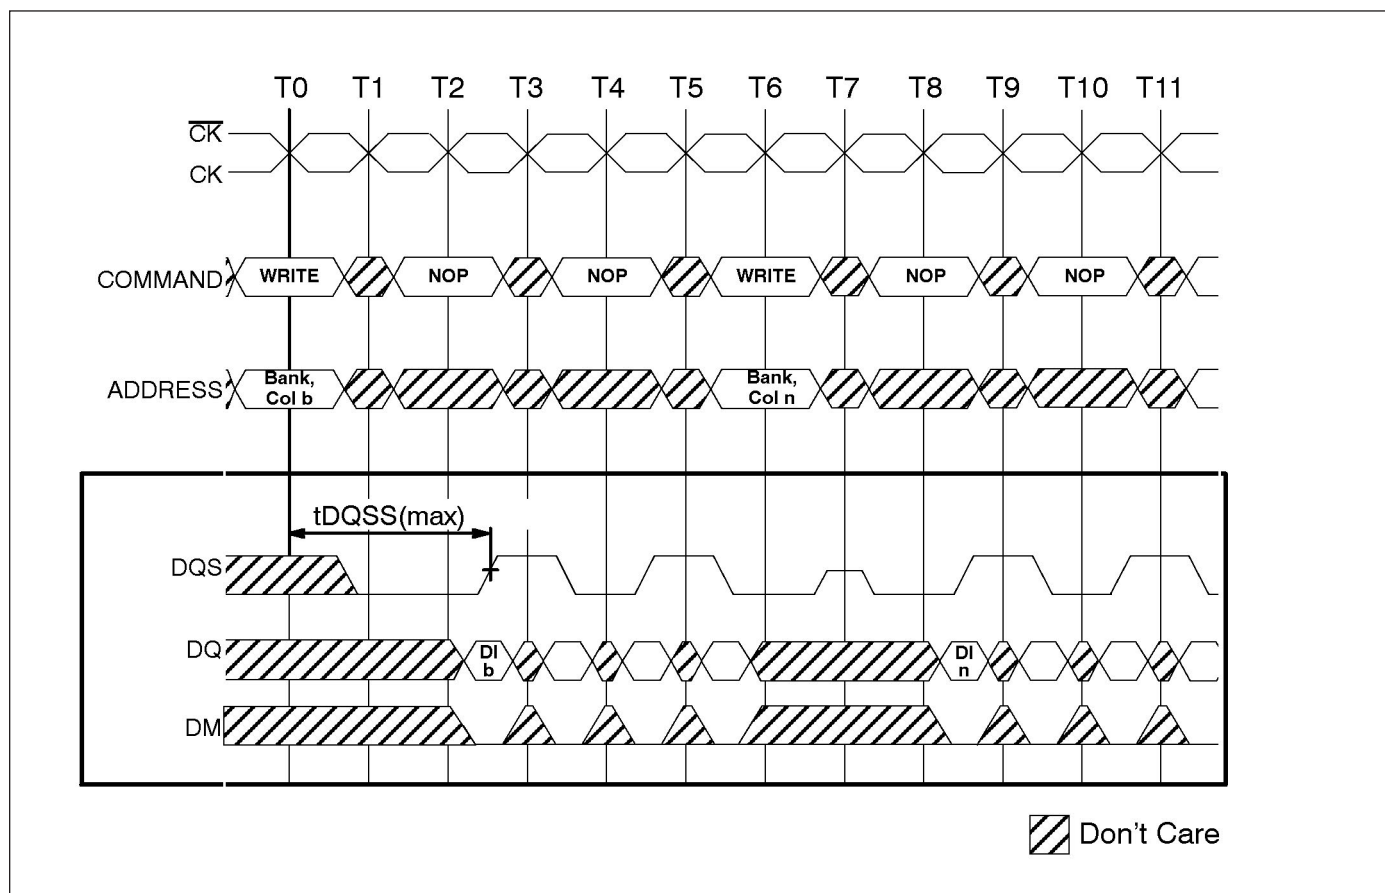 T0 T1 T2 T3 T4 T5 T6 T7 T8 T9 T10 T11
CK
CK
COMMAND WRITE NOP NOP WRITE NOP NOP
ADDRESS Bank, Col b Bank, Col n
tDQSS(max)
DQS
DQ DI b DI n
DM
Don't Care